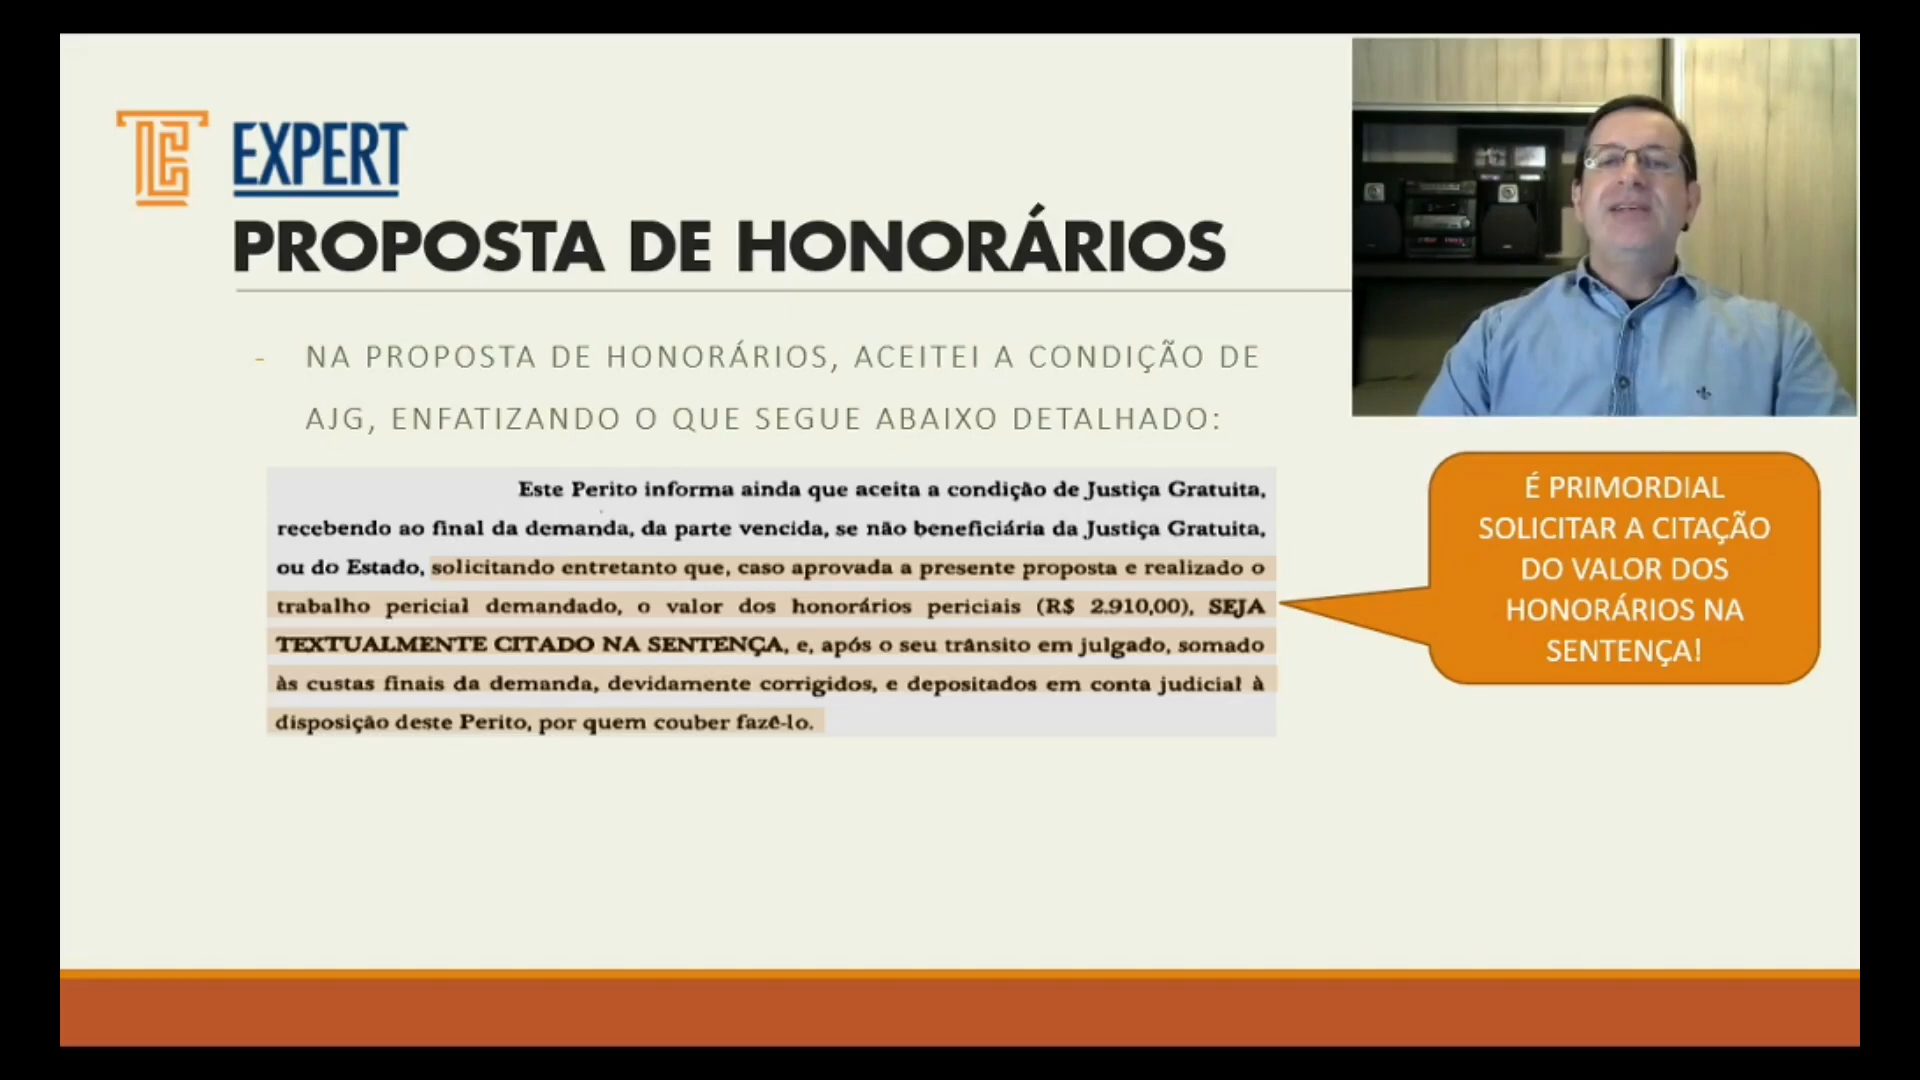 EXPERT
PROPOSTA DE HONORÁRIOS
- NA PROPOSTA DE HONORÁRIOS, ACEITEI A CONDIÇÃO DE
AJG, ENFATIZANDO O QUE SEGUE ABAIXO DETALHADO:
Este Perito informa ainda que aceita a condição de Justiça Gratuita,
recebendo ao final da demanda, da parte vencida, se não beneficiária da Justiça Gratuita,
ou do Estado, solicitando entretanto que, caso aprovada a presente proposta e realizado o
trabalho pericial demandado, o valor dos honorários periciais (R$ 2.910,00), SEJA
TEXTUALMENTE CITADO NA SENTENÇA, e, após o seu trânsito em julgado, somado
às custas finais da demanda, devidamente corrigidos, e depositados em conta judicial à
disposição deste Perito, por quem couber fazê-lo.
É PRIMORDIAL
SOLICITAR A CITAÇÃO
DO VALOR DOS
HONORÁRIOS NA
SENTENÇA!